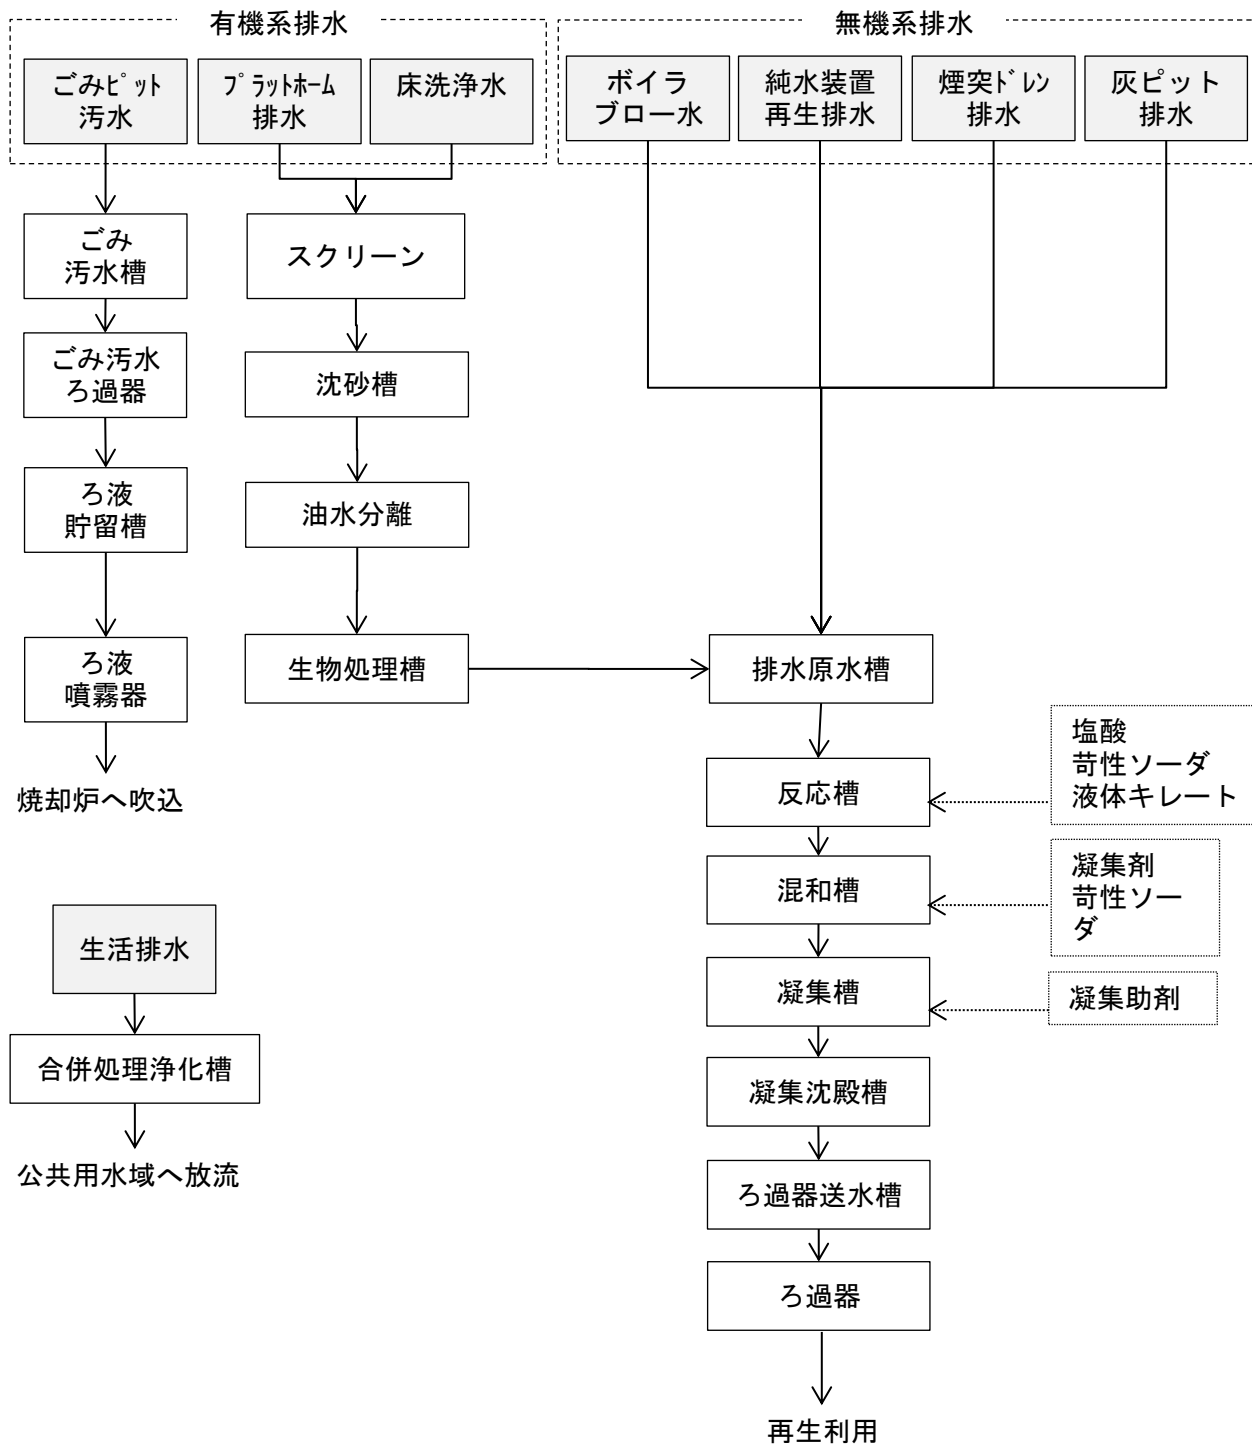 有機系排水
無機系排水
ごみﾋﾟｯﾄ
汚水
ﾌﾟﾗｯﾄﾎｰﾑ
排水
床洗浄水
ボイラ
ブロー水
純水装置
再生排水
煙突ﾄﾞﾚﾝ
排水
灰ピット
排水
ごみ
汚水槽
スクリーン
ごみ汚水
ろ過器
沈砂槽
ろ液
貯留槽
油水分離
ろ液
噴霧器
生物処理槽
排水原水槽
焼却炉へ吹込
反応槽
塩酸
苛性ソーダ
液体キレート
混和槽
凝集剤
苛性ソー
ダ
生活排水
凝集槽
凝集助剤
合併処理浄化槽
凝集沈殿槽
公共用水域へ放流
ろ過器送水槽
ろ過器
再生利用